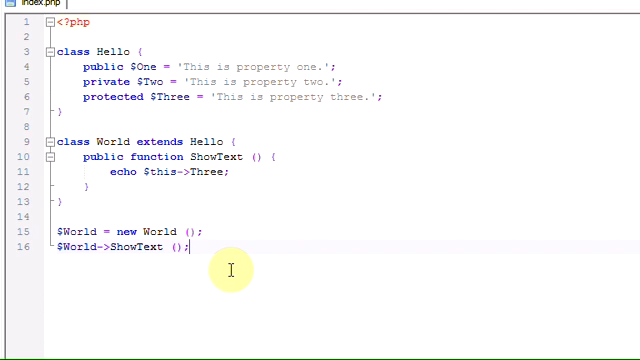 index.php
1 <?php
2
3 class Hello {
4 public $One = 'This is property one.';
5 private $Two = 'This is property two.';
6 protected $Three = 'This is property three.';
7 }
8
9 class World extends Hello {
10 public function ShowText () {
11 echo $this->Three;
12 }
13 }
14
15 $World = new World ();
16 $World->ShowText ();